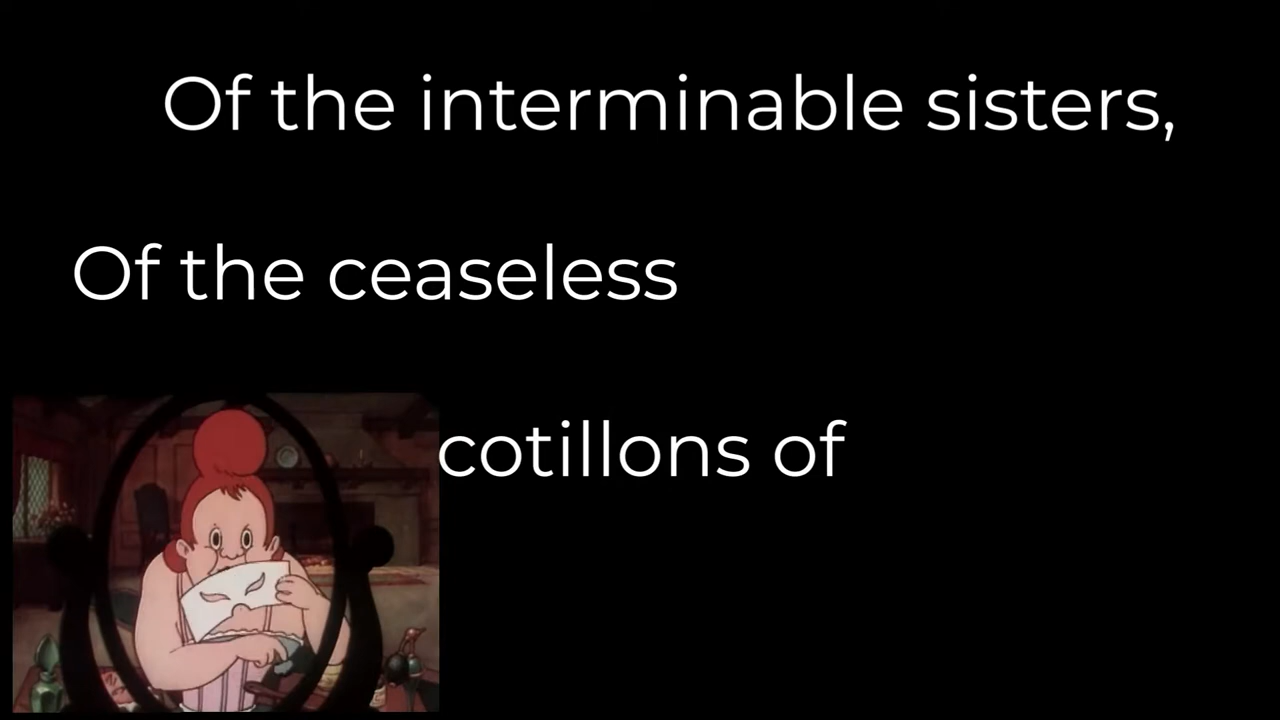 Of the interminable sisters,
Of the ceaseless
cotillons of